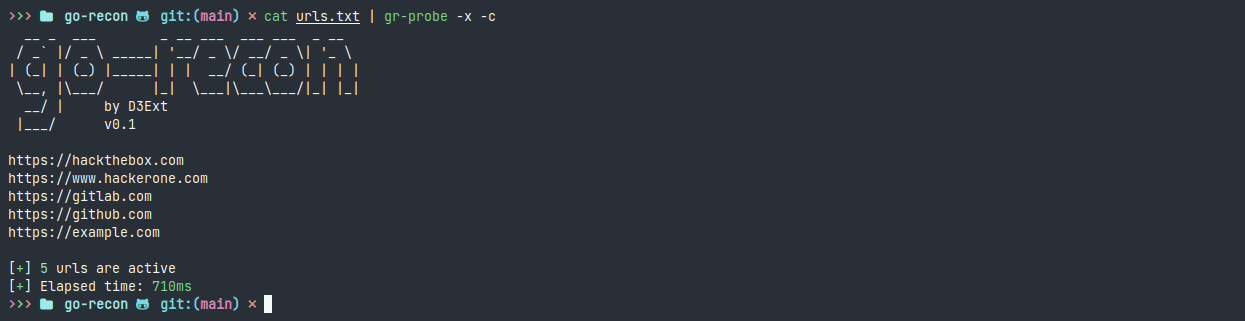 ››› go-recon git:(main) × cat urls.txt | gr-probe -x -c
   __ _  ___        _ __ ___  ___ ___  _ __
  / _` |/ _ \ _____| '__/ _ \/ __/ _ \| '_ \
 | (_| | (_) |_____| | |  __/ (_| (_) | | | |
  \__, |\___/      |_|  \___|\___\___/|_| |_|
   __/ |     by D3Ext
  |___/      v0.1
https://hackthebox.com
https://www.hackerone.com
https://gitlab.com
https://github.com
https://example.com
[+] 5 urls are active
[+] Elapsed time: 710ms
››› go-recon git:(main) ×